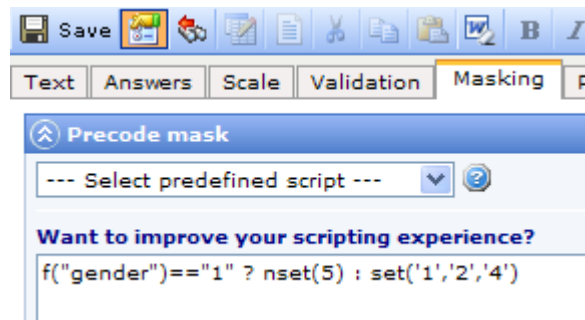 Save B I
Text Answers Scale Validation Masking
Precode mask
--- Select predefined script ---
Want to improve your scripting experience?
f("gender")=="1" ? nset(5) : set('1','2','4')